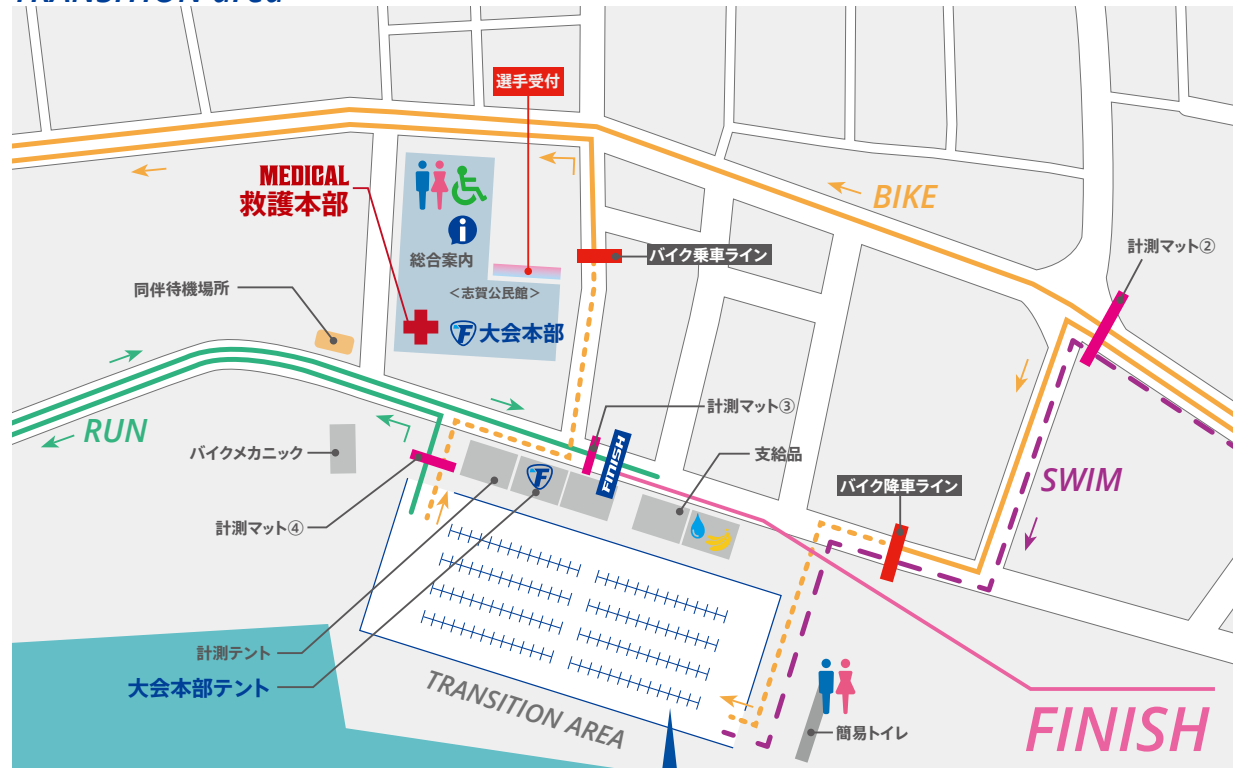 TRANSITION area
選手受付
MEDICAL
救護本部
BIKE
総合案内
バイク乗車ライン
計測マット②
同伴待機場所
<志賀公民館>
F大会本部
RUN
計測マット③
バイクメカニック
FINISH
支給品
F
SWIM
バイク降車ライン
計測マット④
計測テント
大会本部テント
TRANSITION AREA
簡易トイレ
FINISH